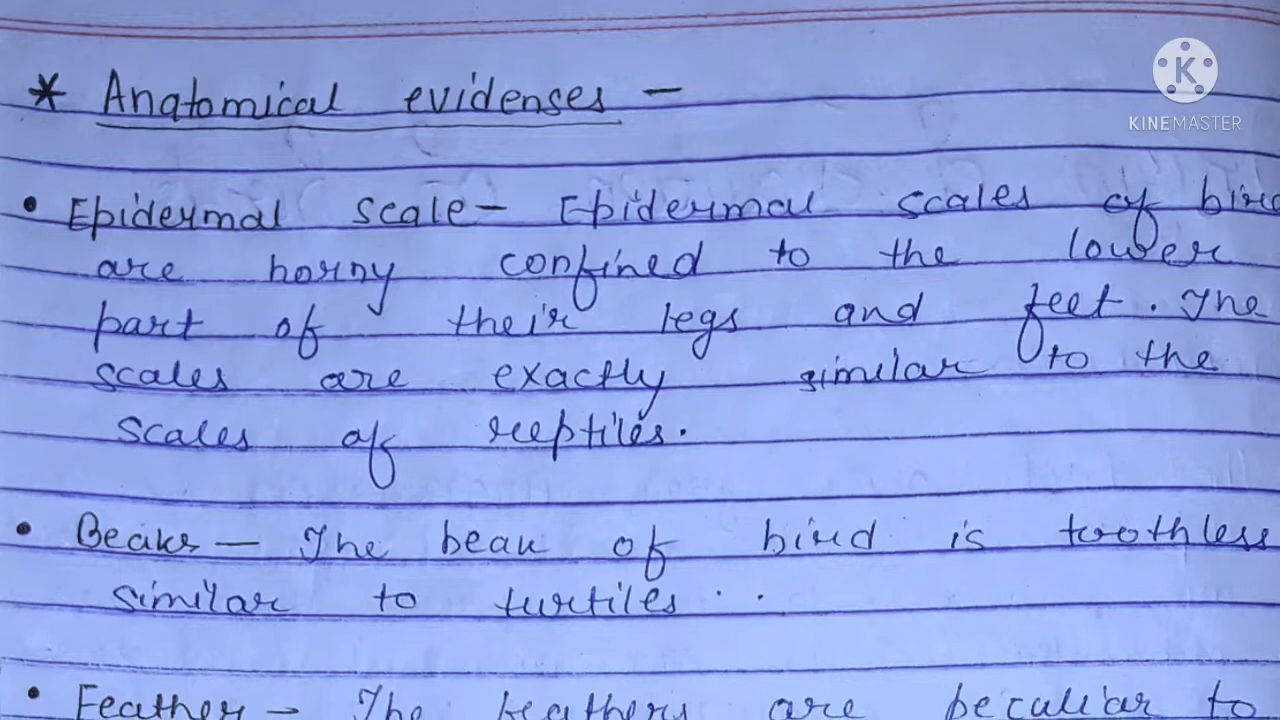 * Anatomical evidenses -
KINEMASTER
• Epidermal scale - Epidermal scales of bird
are horny confined to the lower
part of their legs and feet. The
scales are exactly similar to the
scales of reeptiles.
• Beaks - The beak of bird is toothless
similar to turtiles . .
• Feather - The feathers are peculiar to